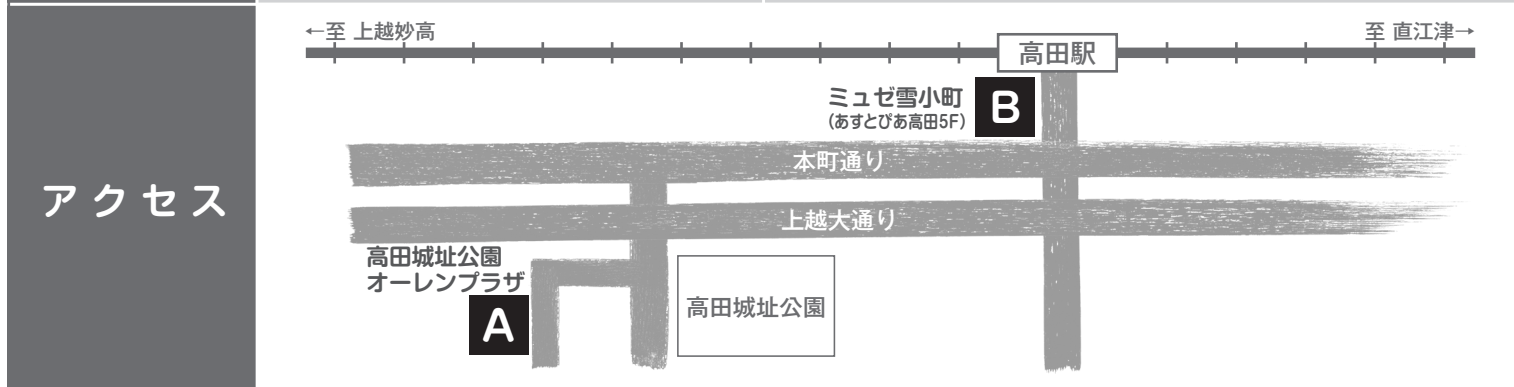 アクセス
←至 上越妙高
至 直江津→
高田駅
ミュゼ雪小町
(あすとぴあ高田5F)
B
本町通り
上越大通り
高田城址公園
オーレンプラザ
A
高田城址公園